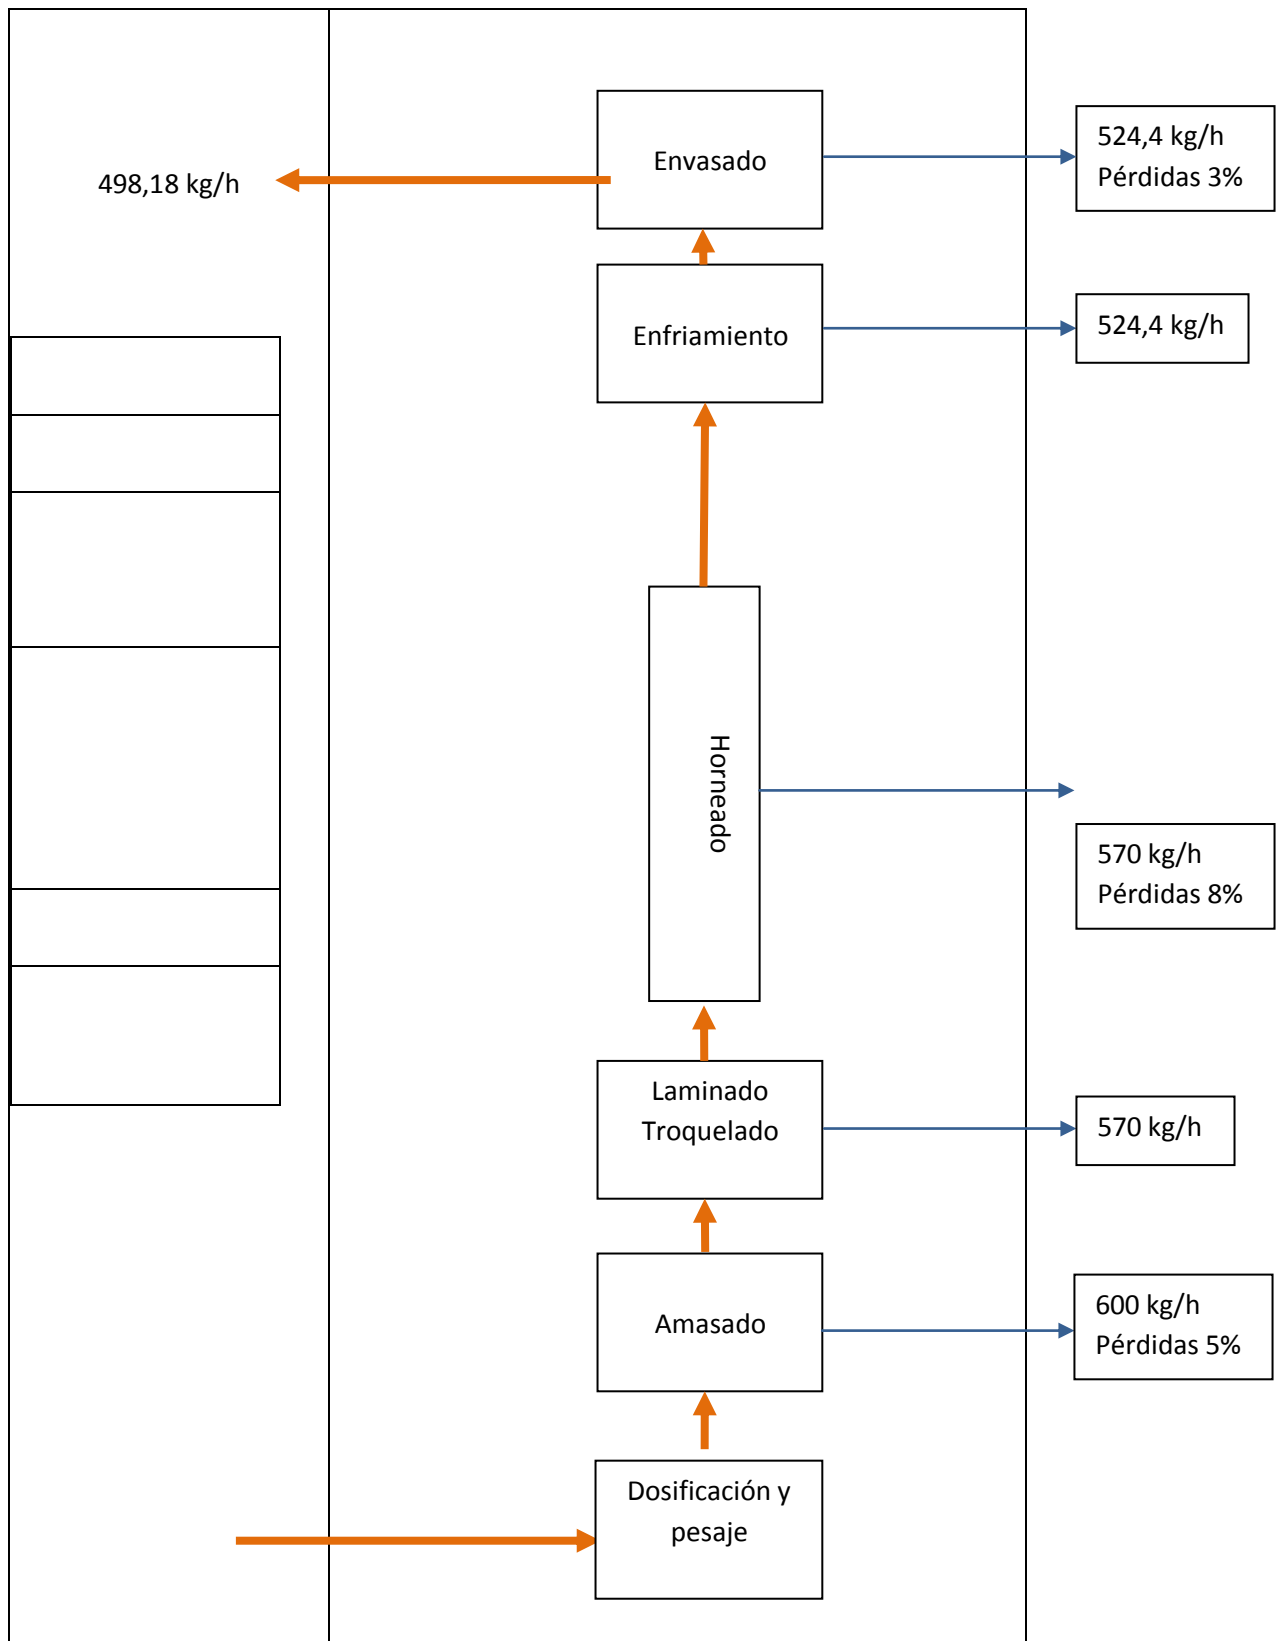 Envasado
524,4 kg/h
Pérdidas 3%
498,18 kg/h
Enfriamiento
524,4 kg/h
Horneado
570 kg/h
Pérdidas 8%
Laminado
Troquelado
570 kg/h
Amasado
600 kg/h
Pérdidas 5%
Dosificación y
pesaje